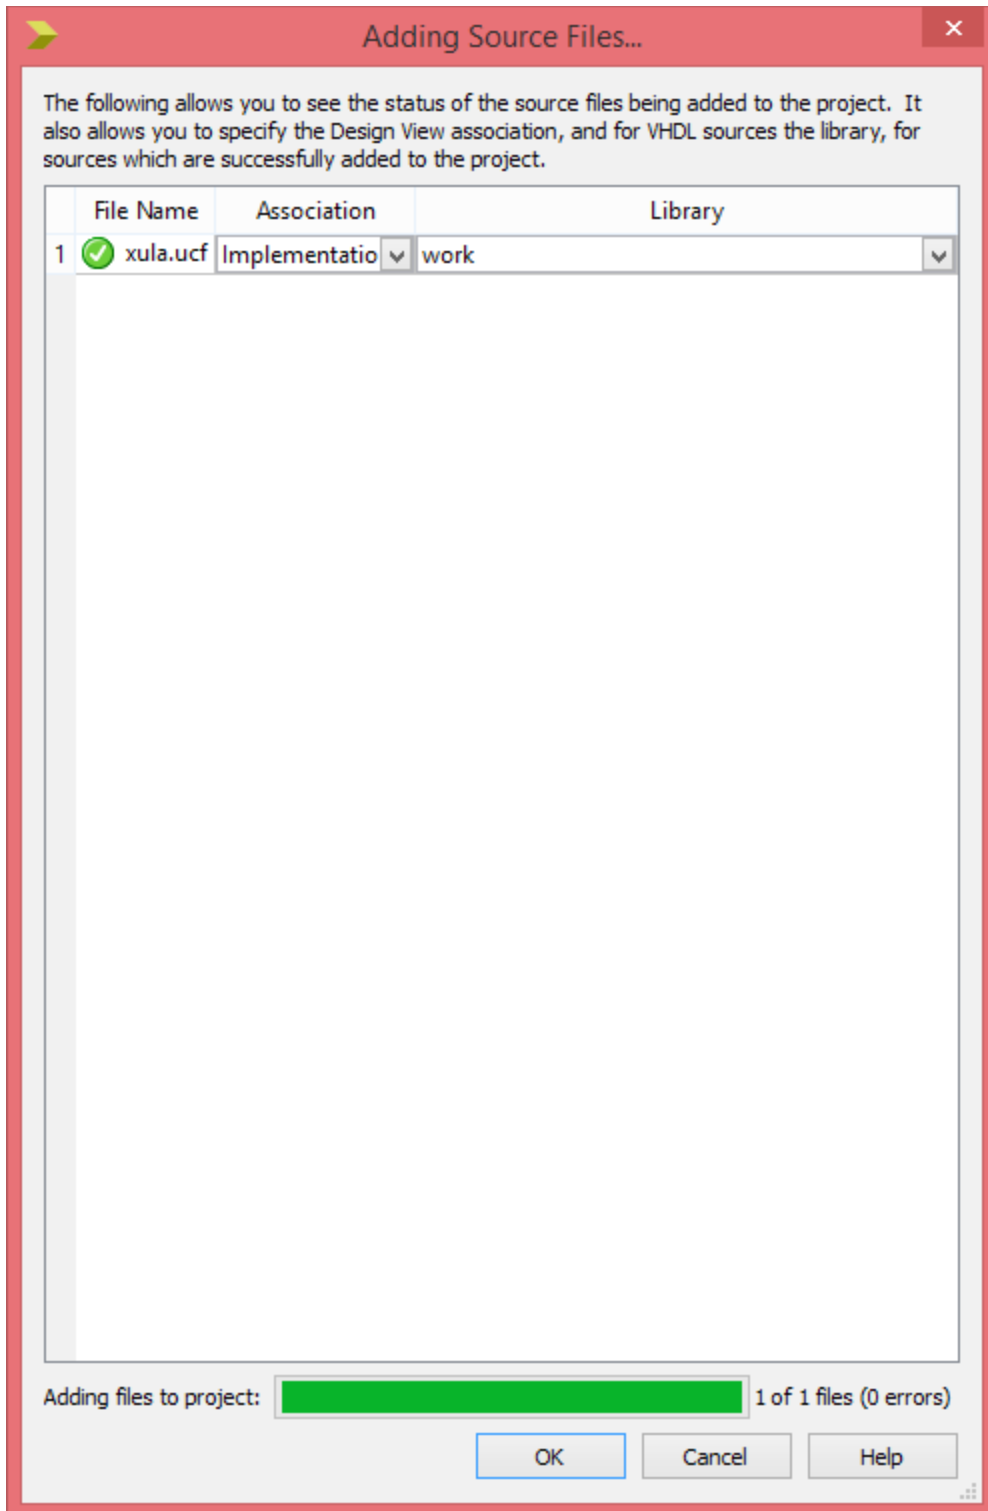 Adding Source Files...
The following allows you to see the status of the source files being added to the project.  It
also allows you to specify the Design View association, and for VHDL sources the library, for
sources which are successfully added to the project.
File Name Association Library
1 xula.ucf Implementatio work
Adding files to project: 1 of 1 files (0 errors)
OK Cancel Help